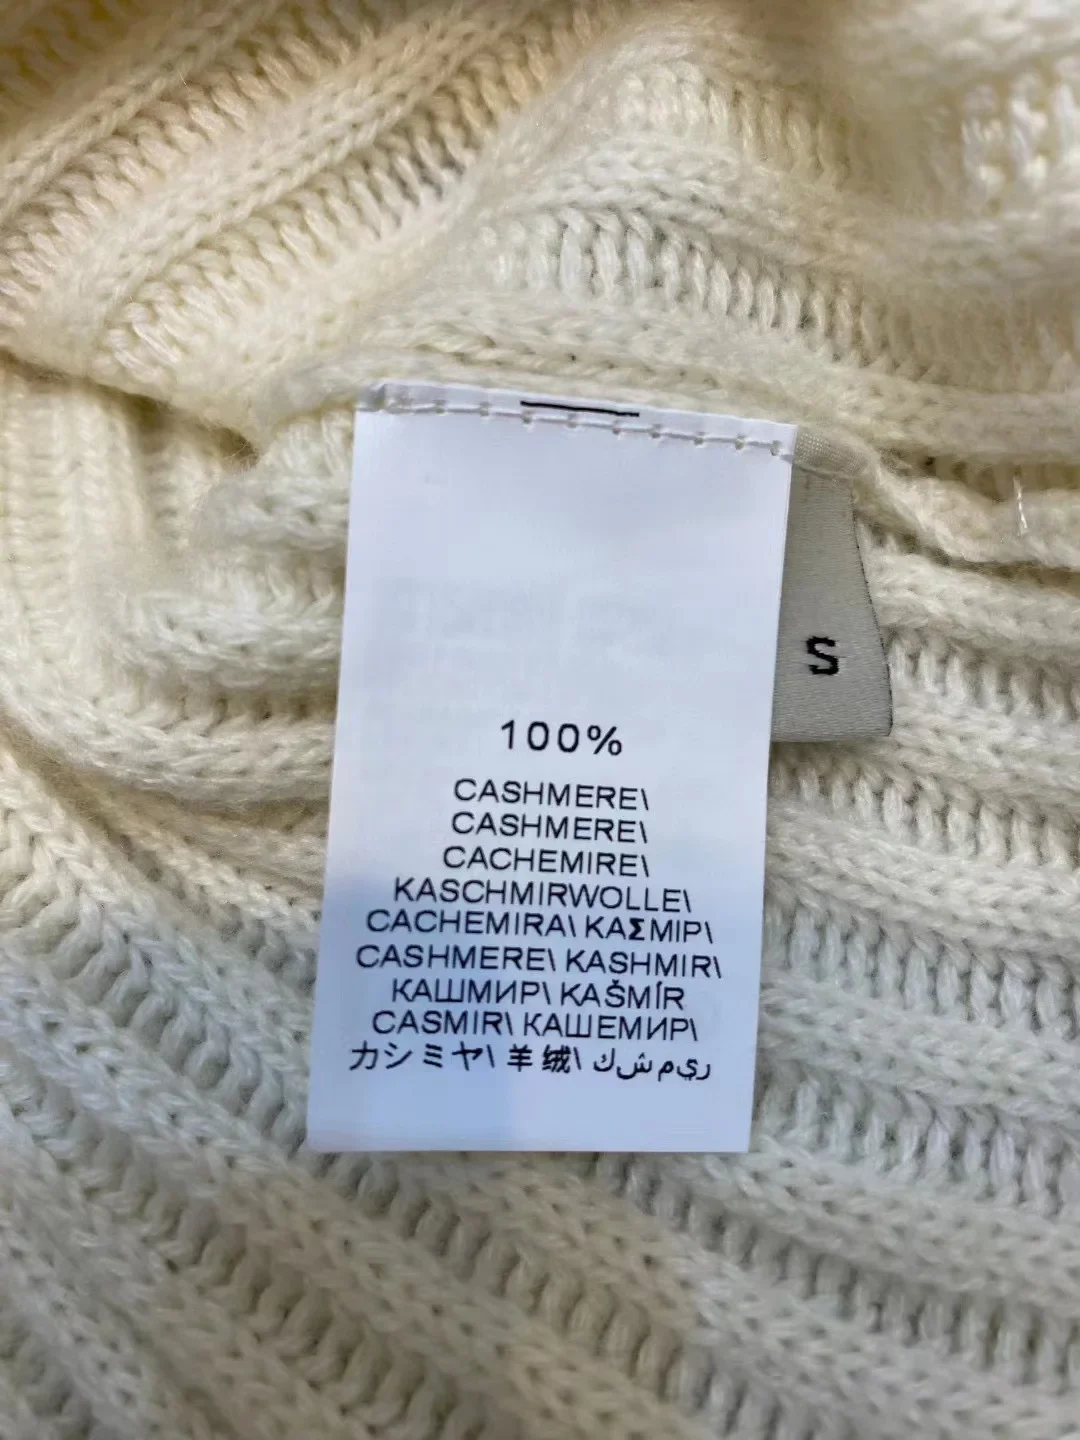 S
100%
CASHMERE\
CASHMERE\
CACHEMIRE\
KASCHMIRWOLLE\
CACHEMIRA\ ΚΑΣΜΙΡ\
CASHMERE\ KASHMIR\
КАШМИР\ KAŠMÍR
CASMIR\ КАШЕМИР\
カシミヤ\ 羊绒\ ريمشك